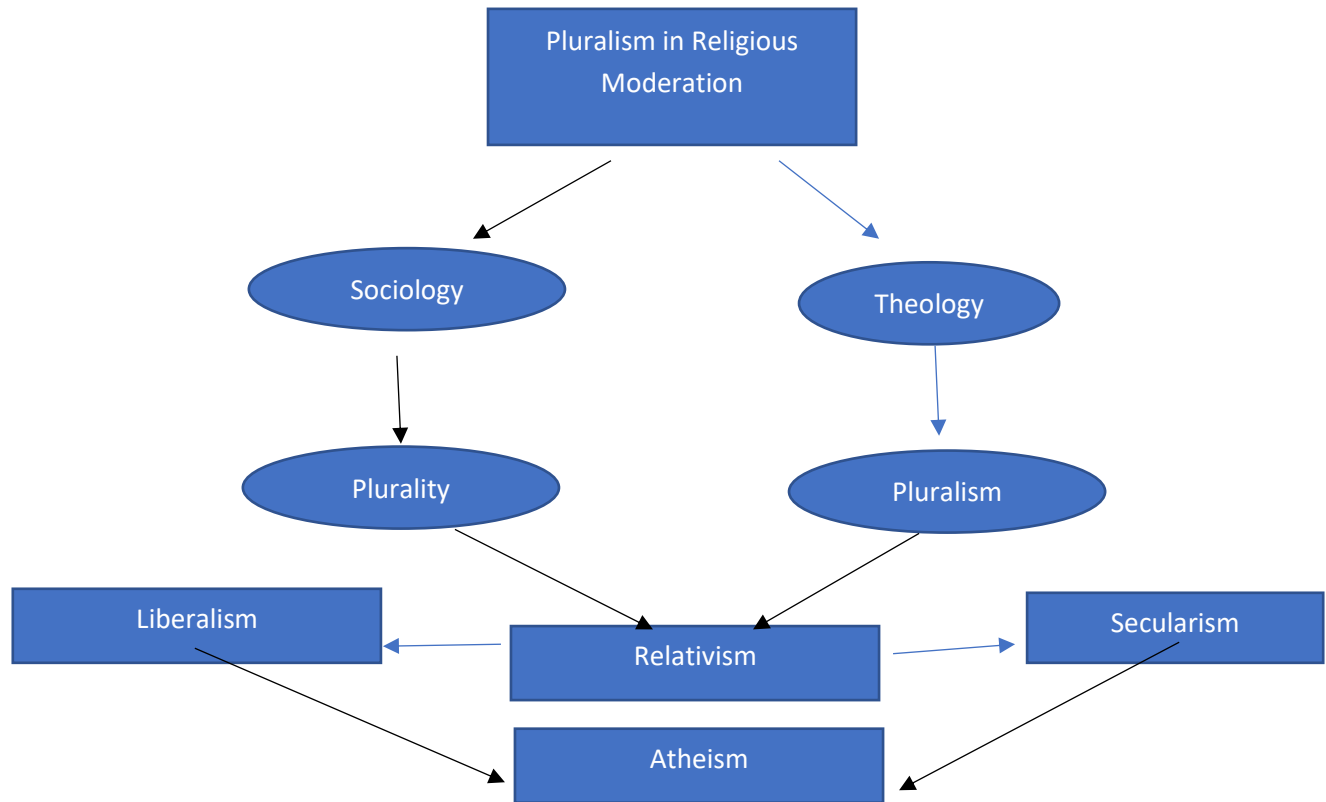 Pluralism in Religious
Moderation
Sociology
Theology
Plurality
Pluralism
Liberalism
Relativism
Secularism
Atheism